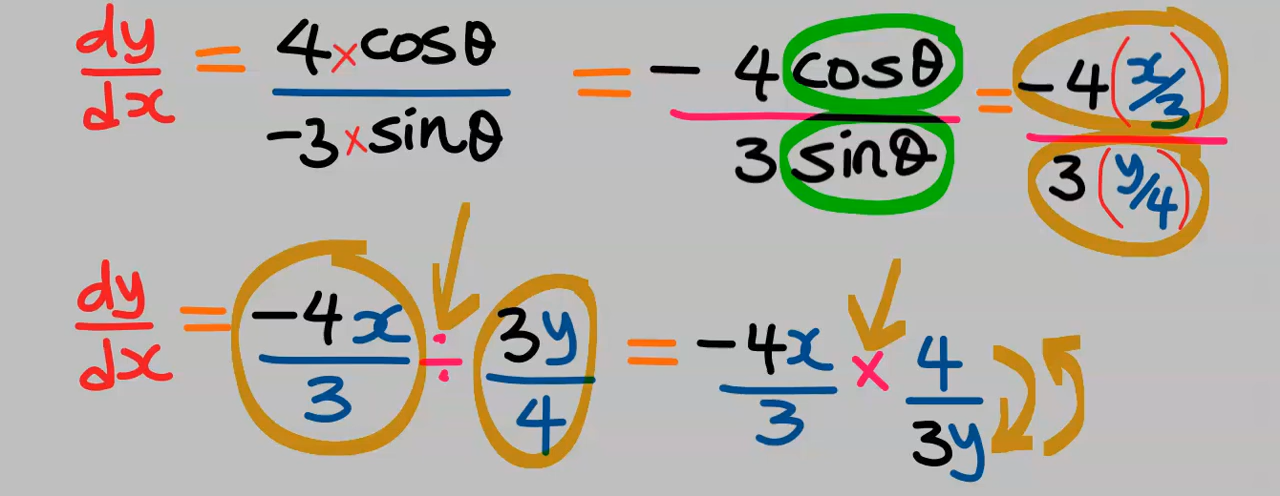 dy/dx = 4×cosθ/-3×sinθ = - 4cosθ/3sinθ = -4(x/3)/3(y/4)
dy/dx = -4x/3 ÷ 3y/4 = -4x/3 × 4/3y